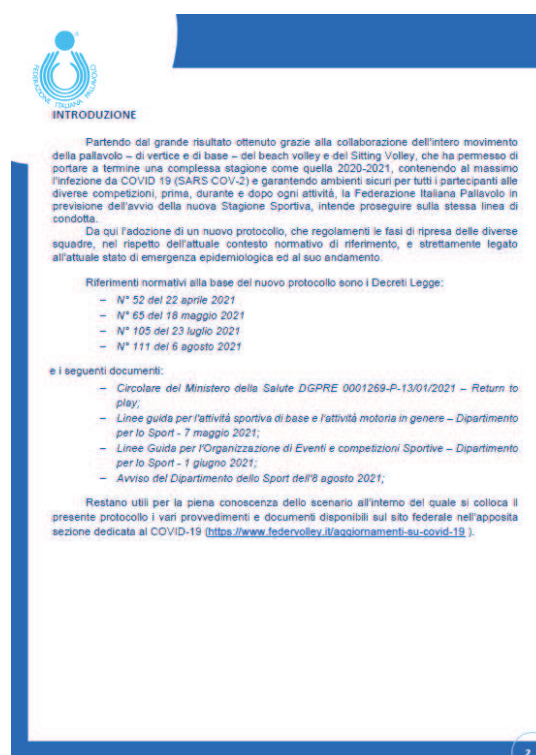 FEDERAZIONE ITALIANA PALLAVOLO
INTRODUZIONE
Partendo dal grande risultato ottenuto grazie alla collaborazione dell'intero movimento
della pallavolo – di vertice e di base – del beach volley e del Sitting Volley, che ha permesso di
portare a termine una complessa stagione come quella 2020-2021, contenendo al massimo
l'infezione da COVID 19 (SARS COV-2) e garantendo ambienti sicuri per tutti i partecipanti alle
diverse competizioni, prima, durante e dopo ogni attività, la Federazione Italiana Pallavolo in
previsione dell'avvio della nuova Stagione Sportiva, intende proseguire sulla stessa linea di
condotta.
Da qui l'adozione di un nuovo protocollo, che regolamenti le fasi di ripresa delle diverse
squadre, nel rispetto dell'attuale contesto normativo di riferimento, e strettamente legato
all'attuale stato di emergenza epidemiologica ed al suo andamento.
Riferimenti normativi alla base del nuovo protocollo sono i Decreti Legge:
– N° 52 del 22 aprile 2021
– N° 65 del 18 maggio 2021
– N° 105 del 23 luglio 2021
– N° 111 del 6 agosto 2021
e i seguenti documenti:
– Circolare del Ministero della Salute DGPRE 0001269-P-13/01/2021 – Return to
play;
– Linee guida per l'attività sportiva di base e l'attività motoria in genere – Dipartimento
per lo Sport - 7 maggio 2021;
– Linee Guida per l'Organizzazione di Eventi e competizioni Sportive – Dipartimento
per lo Sport - 1 giugno 2021;
– Avviso del Dipartimento dello Sport dell'8 agosto 2021;
Restano utili per la piena conoscenza dello scenario all'interno del quale si colloca il
presente protocollo i vari provvedimenti e documenti disponibili sul sito federale nell'apposita
sezione dedicata al COVID-19 (https://www.federvolley.it/aggiornamenti-su-covid-19 ).
2